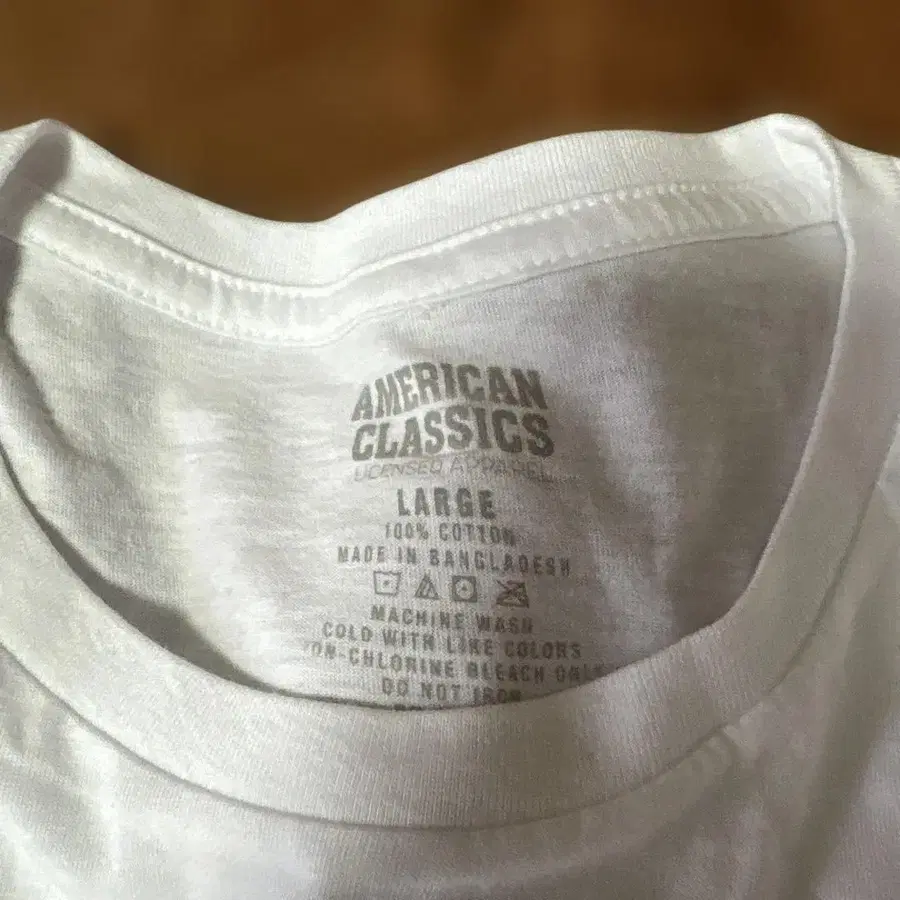 AMERICAN
CLASSICS
LICENSED APPAREL
LARGE
100% COTTON
MADE IN BANGLADESH
MACHINE WASH
COLD WITH LIKE COLORS
ON-CHLORINE BLEACH ONLY
DO NOT IRON